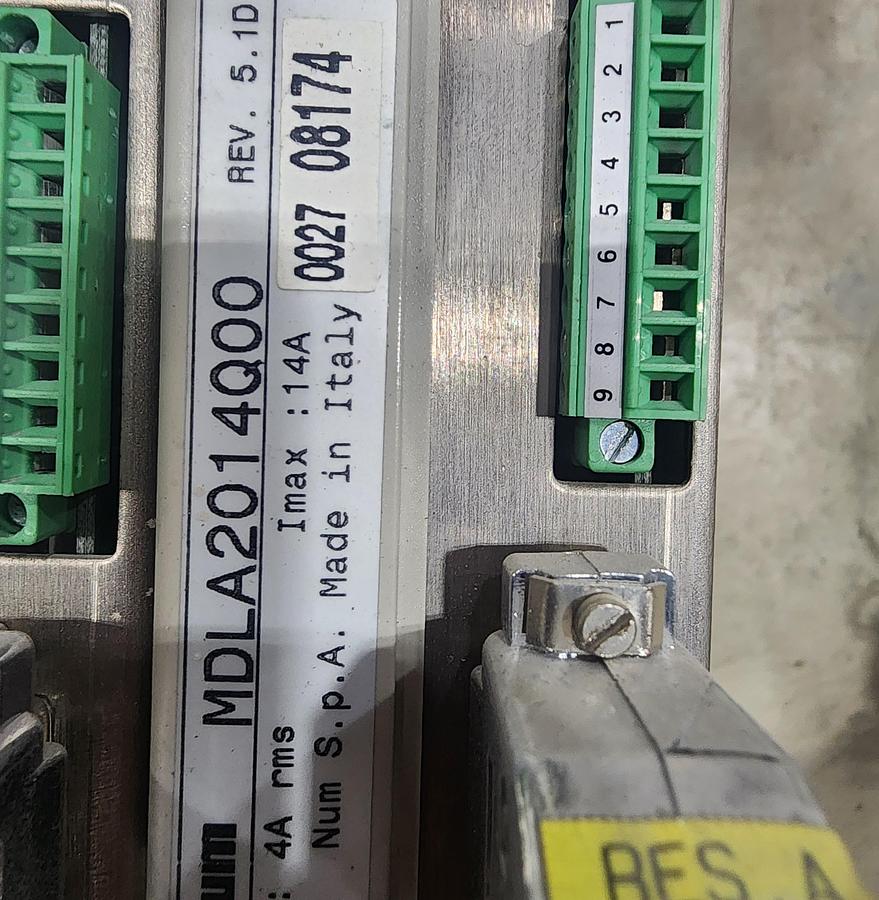 MDLA2014Q00 REV. 5.1D
: 4A rms Imax :14A
Num S.p.A. Made in Italy
0027 08174
1
2
3
4
5
6
7
8
9
RES. A